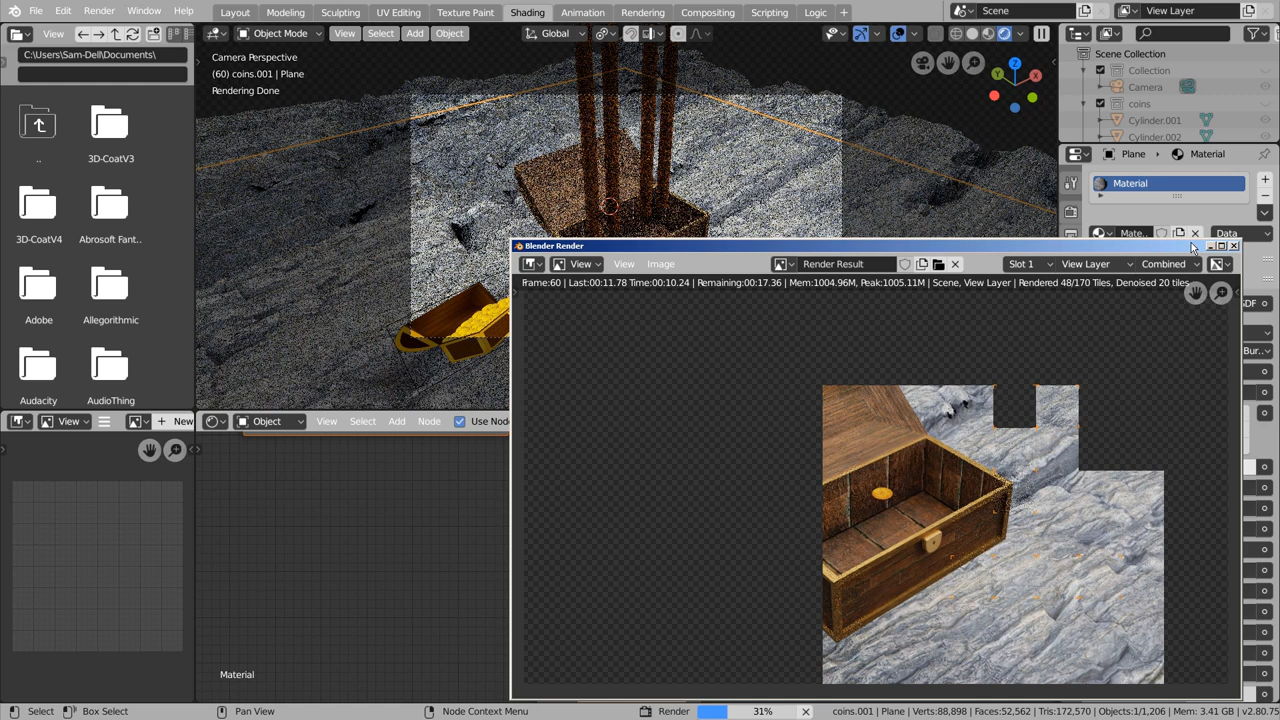 File Edit Render Window Help
Layout Modeling Sculpting UV Editing Texture Paint Shading Animation Rendering Compositing Scripting Logic +
Scene
View Layer
View
C:\Users\Sam-Dell\Documents\
..
3D-CoatV3
3D-CoatV4
Abrosoft Fant..
Adobe
Allegorithmic
Audacity
AudioThing
Object Mode View Select Add Object
Global
Camera Perspective
(60) coins.001 | Plane
Rendering Done
Z
Y
X
Scene Collection
Collection
Camera
coins
Cylinder.001
Cylinder.002
Plane
Material
Material
Mate..
Data
Blender Render
View View Image
Render Result
Slot 1 View Layer Combined
Frame:60 | Last:00:11.78 Time:00:10.24 | Remaining:00:17.36 | Mem:1004.96M, Peak:1005.11M | Scene, View Layer | Rendered 48/170 Tiles, Denoised 20 tiles
Bur..
View
+ New
Object View Select Add Node
Material
Select Box Select Pan View Node Context Menu
Render 31%
coins.001 | Plane | Verts:88,898 | Faces:52,562 | Tris:172,570 | Objects:1/1,206 | Mem: 3.41 GB | v2.80.75